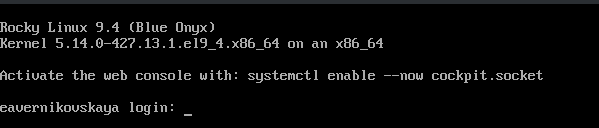 Rocky Linux 9.4 (Blue Onyx)
Kernel 5.14.0-427.13.1.el9_4.x86_64 on an x86_64
Activate the web console with: systemctl enable --now cockpit.socket
eavernikovskaya login: _